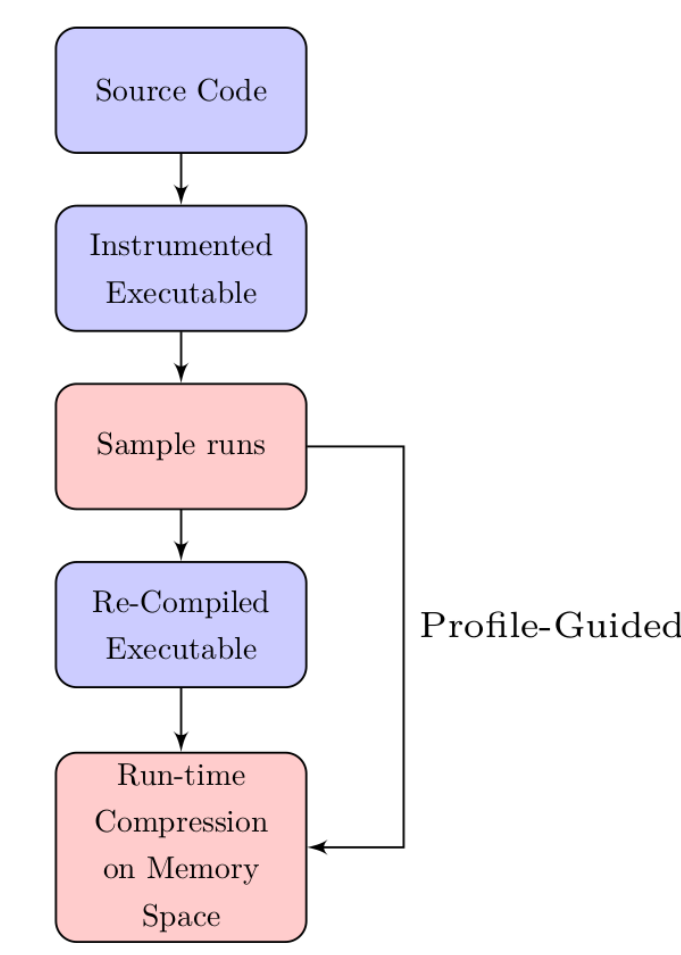 Source Code
Instrumented
Executable
Sample runs
Re-Compiled
Executable
Profile-Guided
Run-time
Compression
on Memory
Space